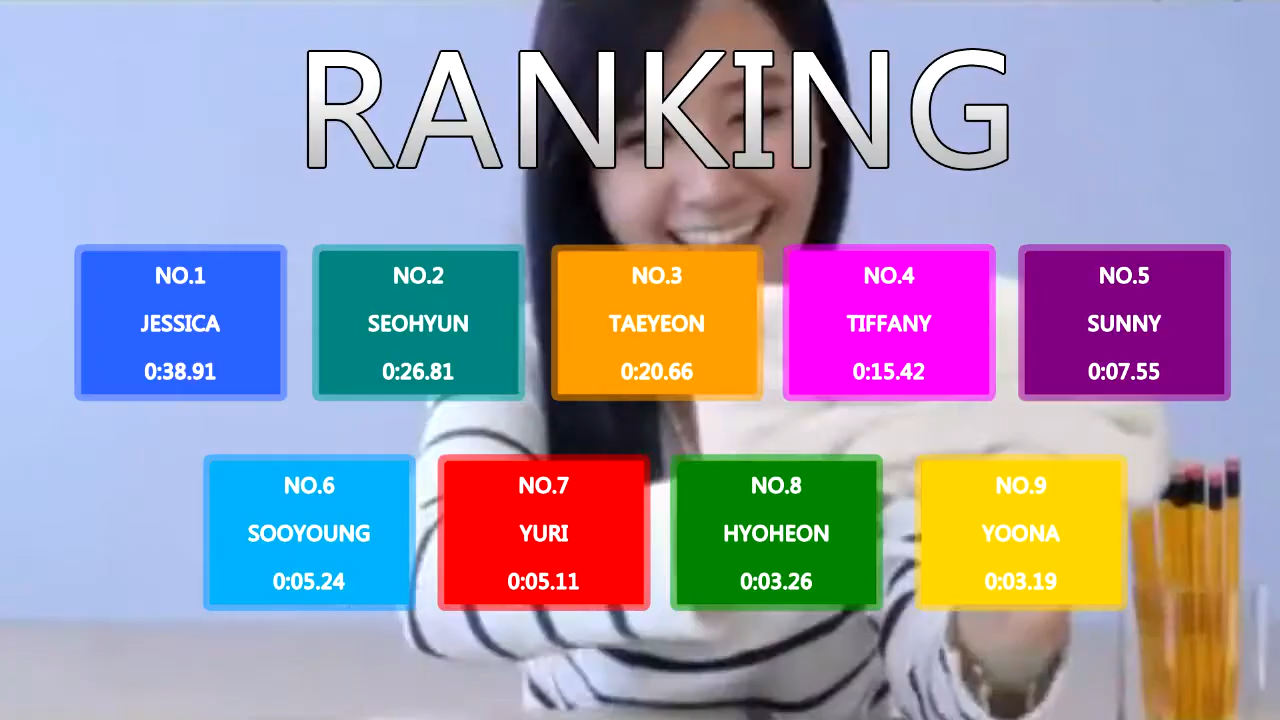 RANKING
NO.1
JESSICA
0:38.91
NO.2
SEOHYUN
0:26.81
NO.3
TAEYEON
0:20.66
NO.4
TIFFANY
0:15.42
NO.5
SUNNY
0:07.55
NO.6
SOOYOUNG
0:05.24
NO.7
YURI
0:05.11
NO.8
HYOHEON
0:03.26
NO.9
YOONA
0:03.19